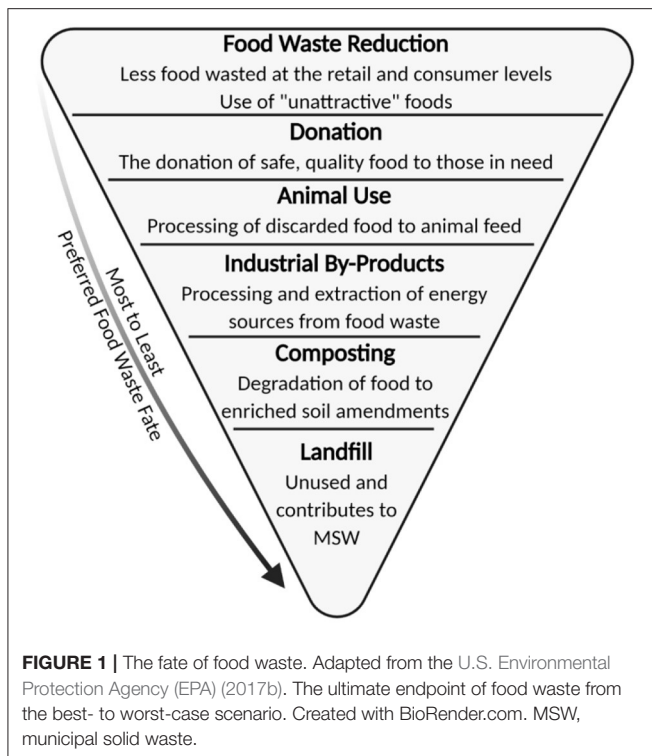 Food Waste Reduction
Less food wasted at the retail and consumer levels
Use of "unattractive" foods
Donation
The donation of safe, quality food to those in need
Animal Use
Processing of discarded food to animal feed
Industrial By-Products
Processing and extraction of energy
sources from food waste
Composting
Degradation of food to
enriched soil amendments
Landfill
Unused and
contributes to
MSW
Most to Least
Preferred Food Waste Fate
FIGURE 1 | The fate of food waste. Adapted from the U.S. Environmental
Protection Agency (EPA) (2017b). The ultimate endpoint of food waste from
the best- to worst-case scenario. Created with BioRender.com. MSW,
municipal solid waste.